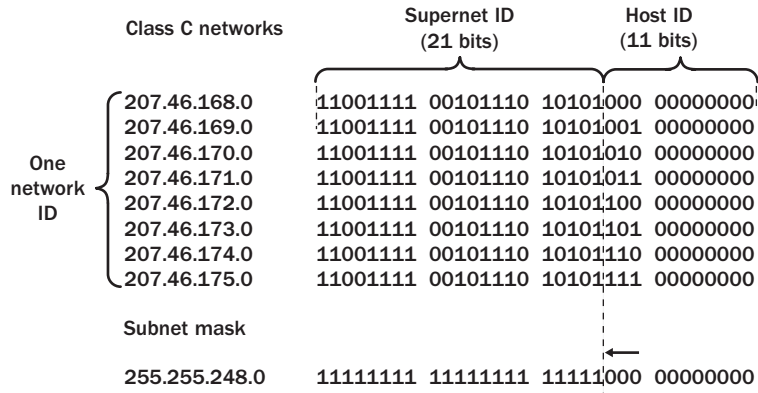 Class C networks
Supernet ID
(21 bits)
Host ID
(11 bits)
One
network
ID
207.46.168.0 11001111 00101110 10101000 00000000
207.46.169.0 11001111 00101110 10101001 00000000
207.46.170.0 11001111 00101110 10101010 00000000
207.46.171.0 11001111 00101110 10101011 00000000
207.46.172.0 11001111 00101110 10101100 00000000
207.46.173.0 11001111 00101110 10101101 00000000
207.46.174.0 11001111 00101110 10101110 00000000
207.46.175.0 11001111 00101110 10101111 00000000
Subnet mask
255.255.248.0 11111111 11111111 11111000 00000000